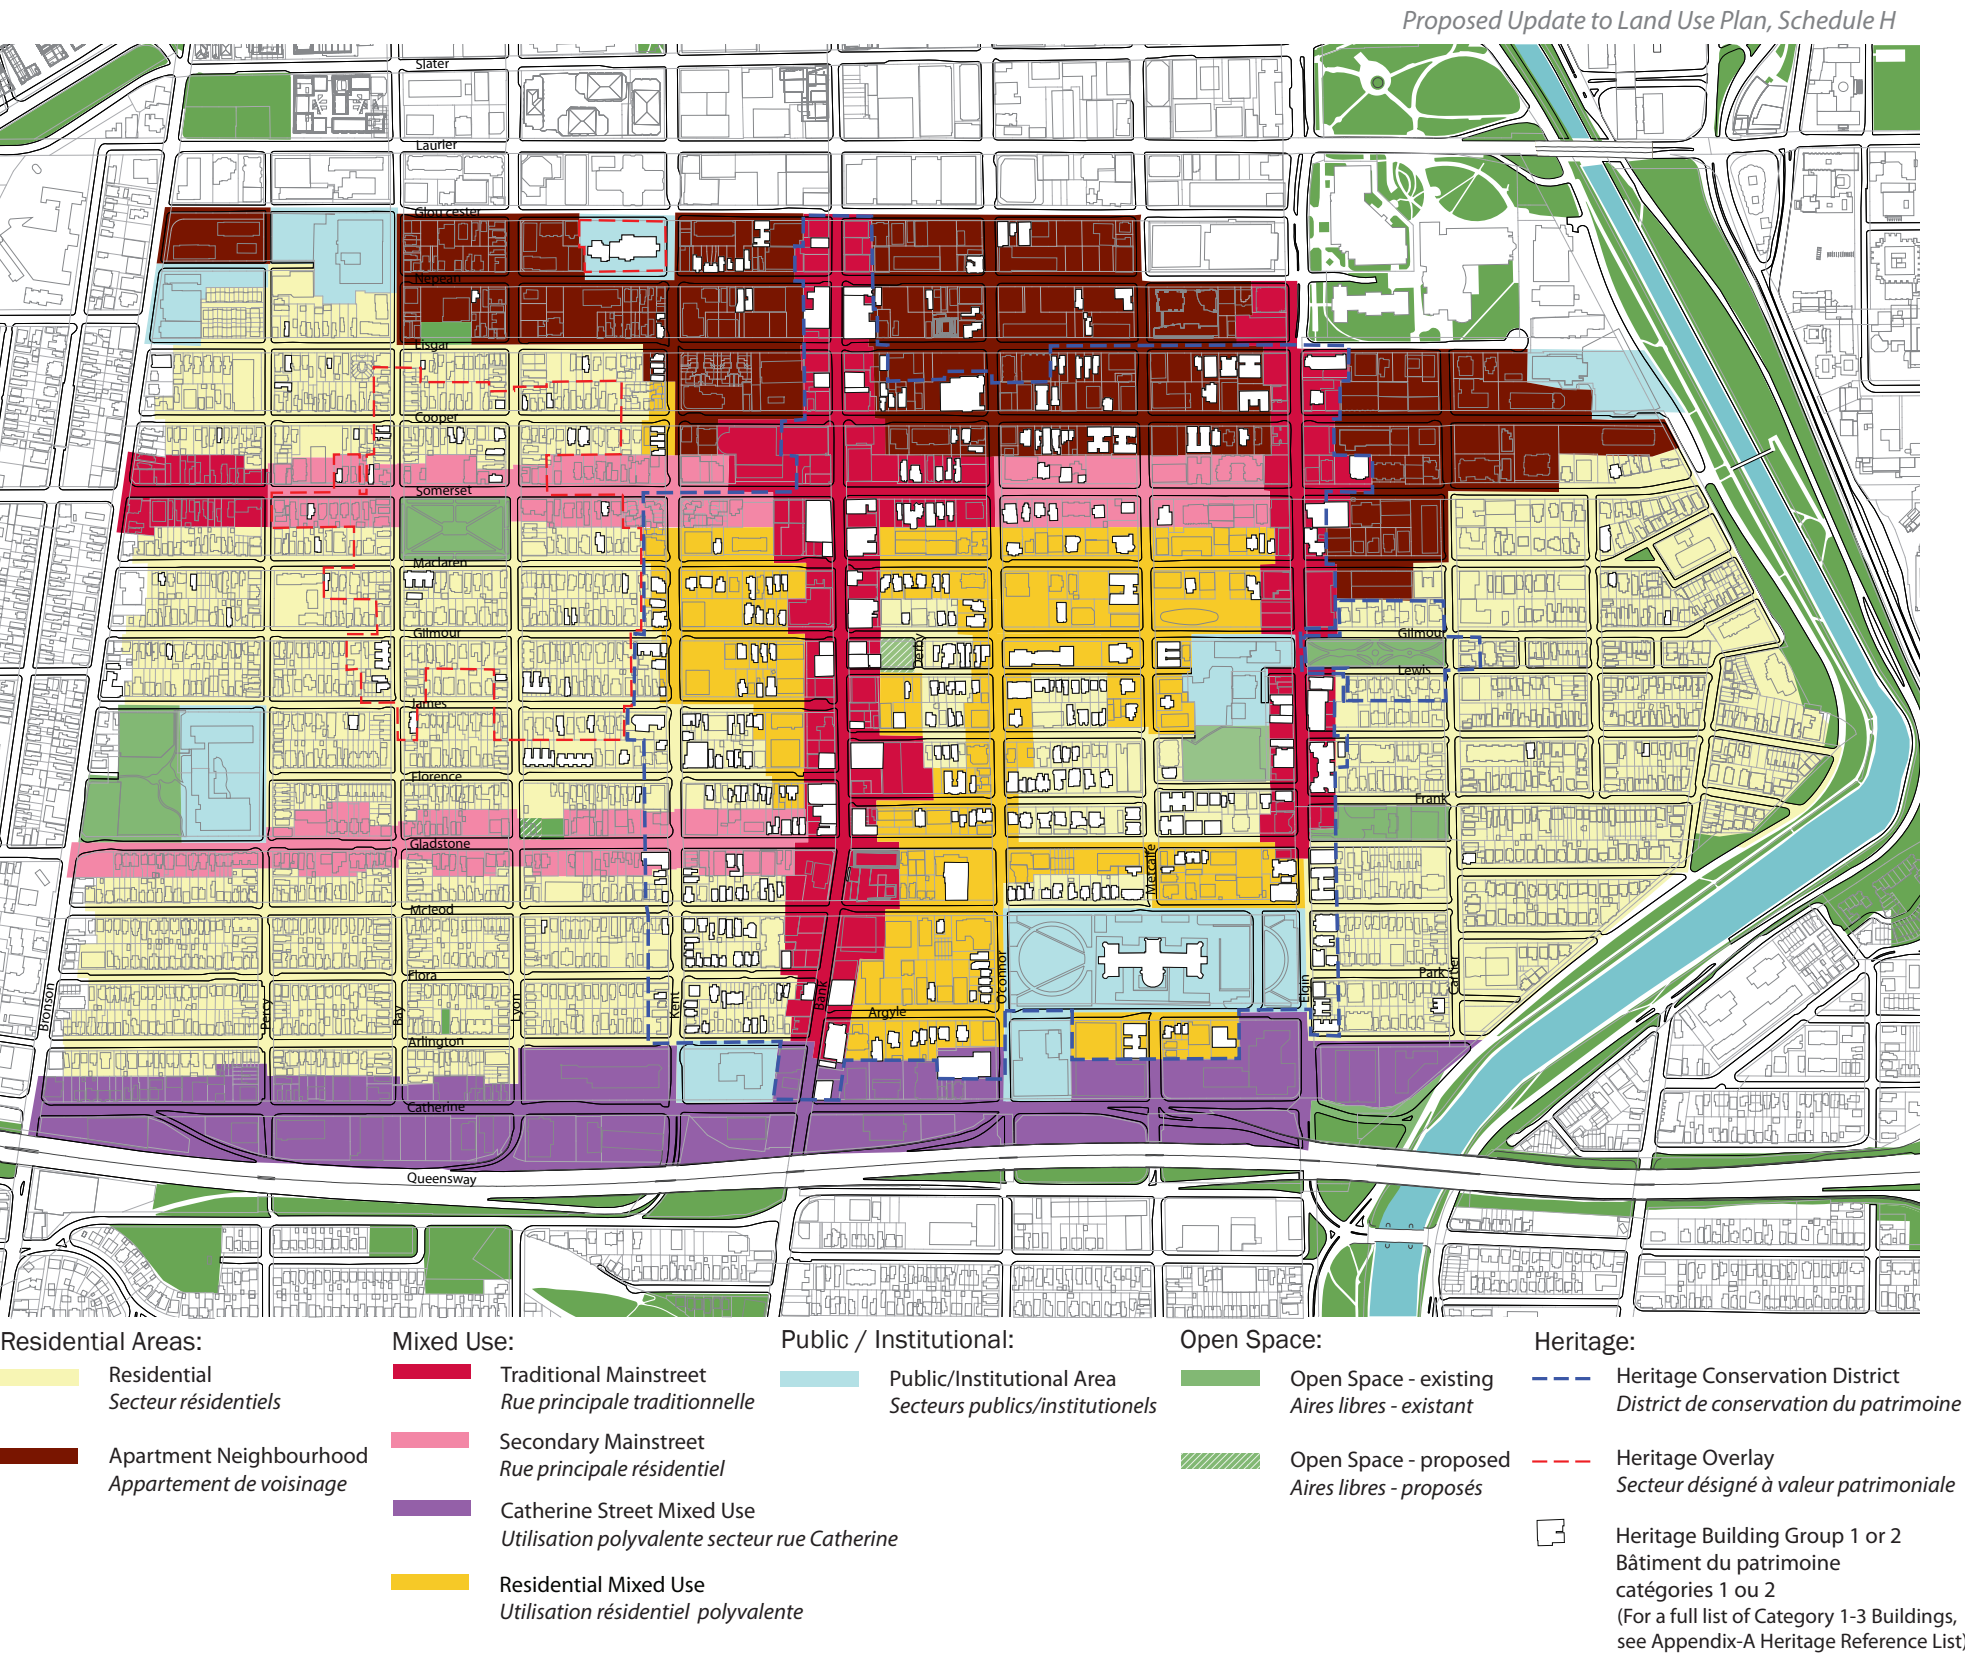 Proposed Update to Land Use Plan, Schedule H
Slater
Laurier
Gloucester
Nepean
Lisgar
Cooper
Somerset
Maclaren
Gilmour
Gilmour
Derby
Lewis
James
Florence
Frank
Gladstone
Metcalfe
Mcleod
Flora
Park
Cartier
Bronson
Percy
Bay
Lyon
Kent
Bank
Argyle
O'connor
Elgin
Arlington
Catherine
Queensway
Residential Areas:
Residential
Secteur résidentiels
Apartment Neighbourhood
Appartement de voisinage
Mixed Use:
Traditional Mainstreet
Rue principale traditionnelle
Secondary Mainstreet
Rue principale résidentiel
Catherine Street Mixed Use
Utilisation polyvalente secteur rue Catherine
Residential Mixed Use
Utilisation résidentiel polyvalente
Public / Institutional:
Public/Institutional Area
Secteurs publics/institutionels
Open Space:
Open Space - existing
Aires libres - existant
Open Space - proposed
Aires libres - proposés
Heritage:
Heritage Conservation District
District de conservation du patrimoine
Heritage Overlay
Secteur désigné à valeur patrimoniale
Heritage Building Group 1 or 2
Bâtiment du patrimoine
catégories 1 ou 2
(For a full list of Category 1-3 Buildings,
see Appendix-A Heritage Reference List)